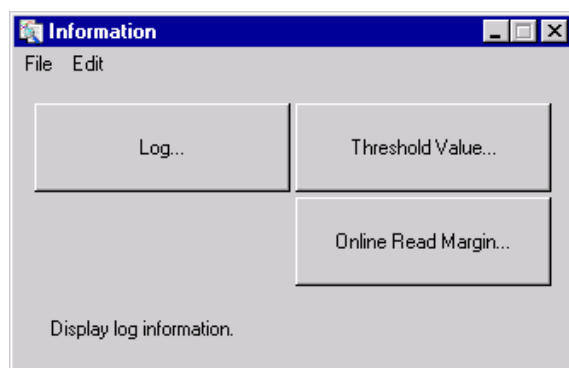 Information
File Edit
Log... Threshold Value...
Online Read Margin...
Display log information.